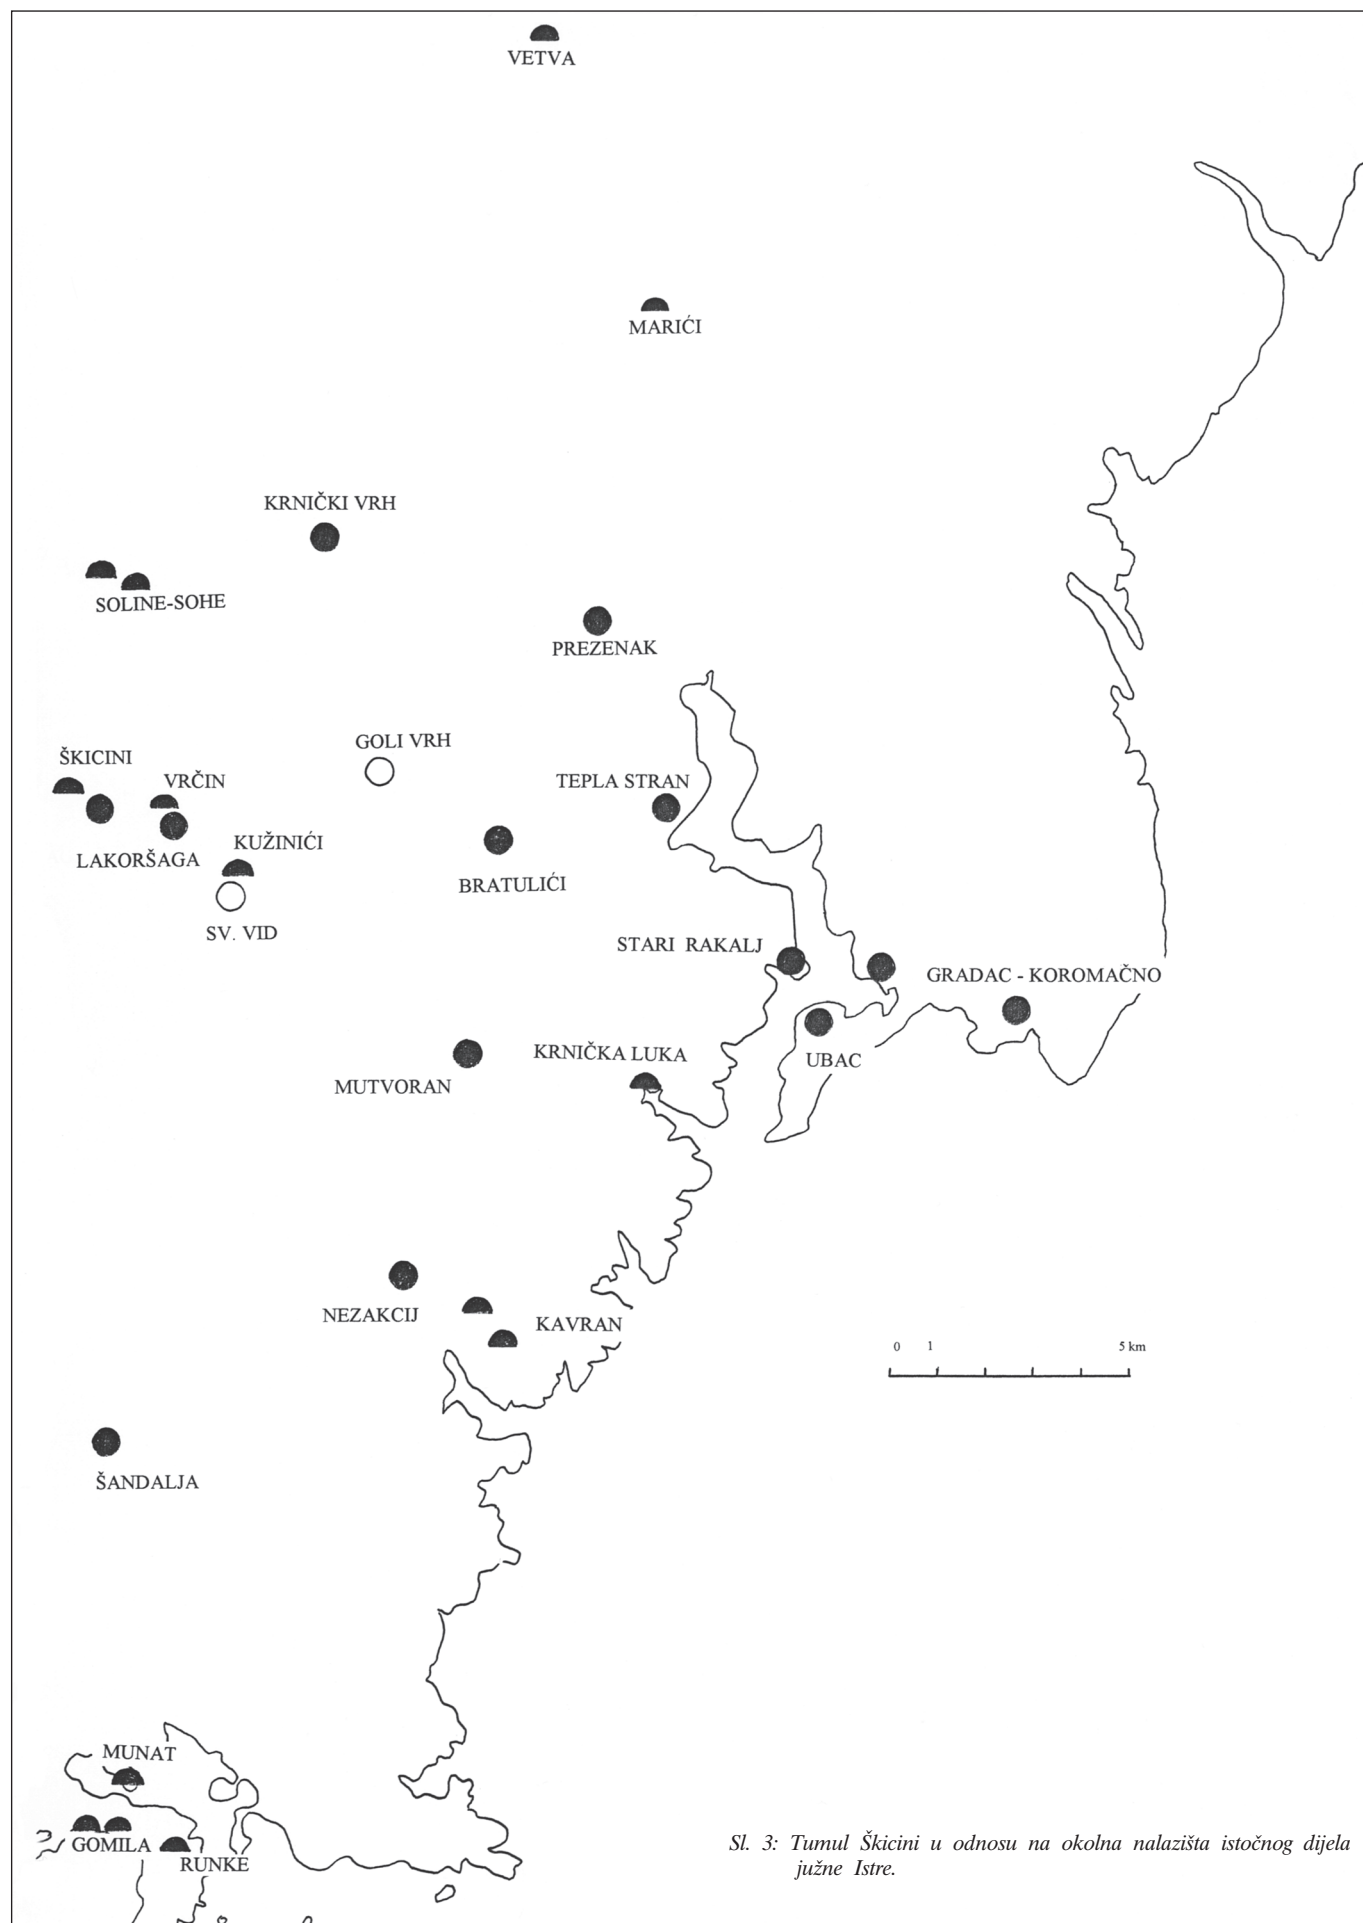 VETVA
MARIĆI
KRNIČKI VRH
SOLINE-SOHE
PREZENAK
GOLI VRH
ŠKICINI
VRČIN
TEPLA STRAN
KUŽINIĆI
LAKORŠAGA
BRATULIĆI
SV. VID
STARI RAKALJ
GRADAC - KOROMAČNO
KRNIČKA LUKA
UBAC
MUTVORAN
NEZAKCIJ
KAVRAN
0 1 5 km
ŠANDALJA
MUNAT
GOMILA
RUNKE
Sl. 3: Tumul Škicini u odnosu na okolna nalazišta istočnog dijela
južne Istre.